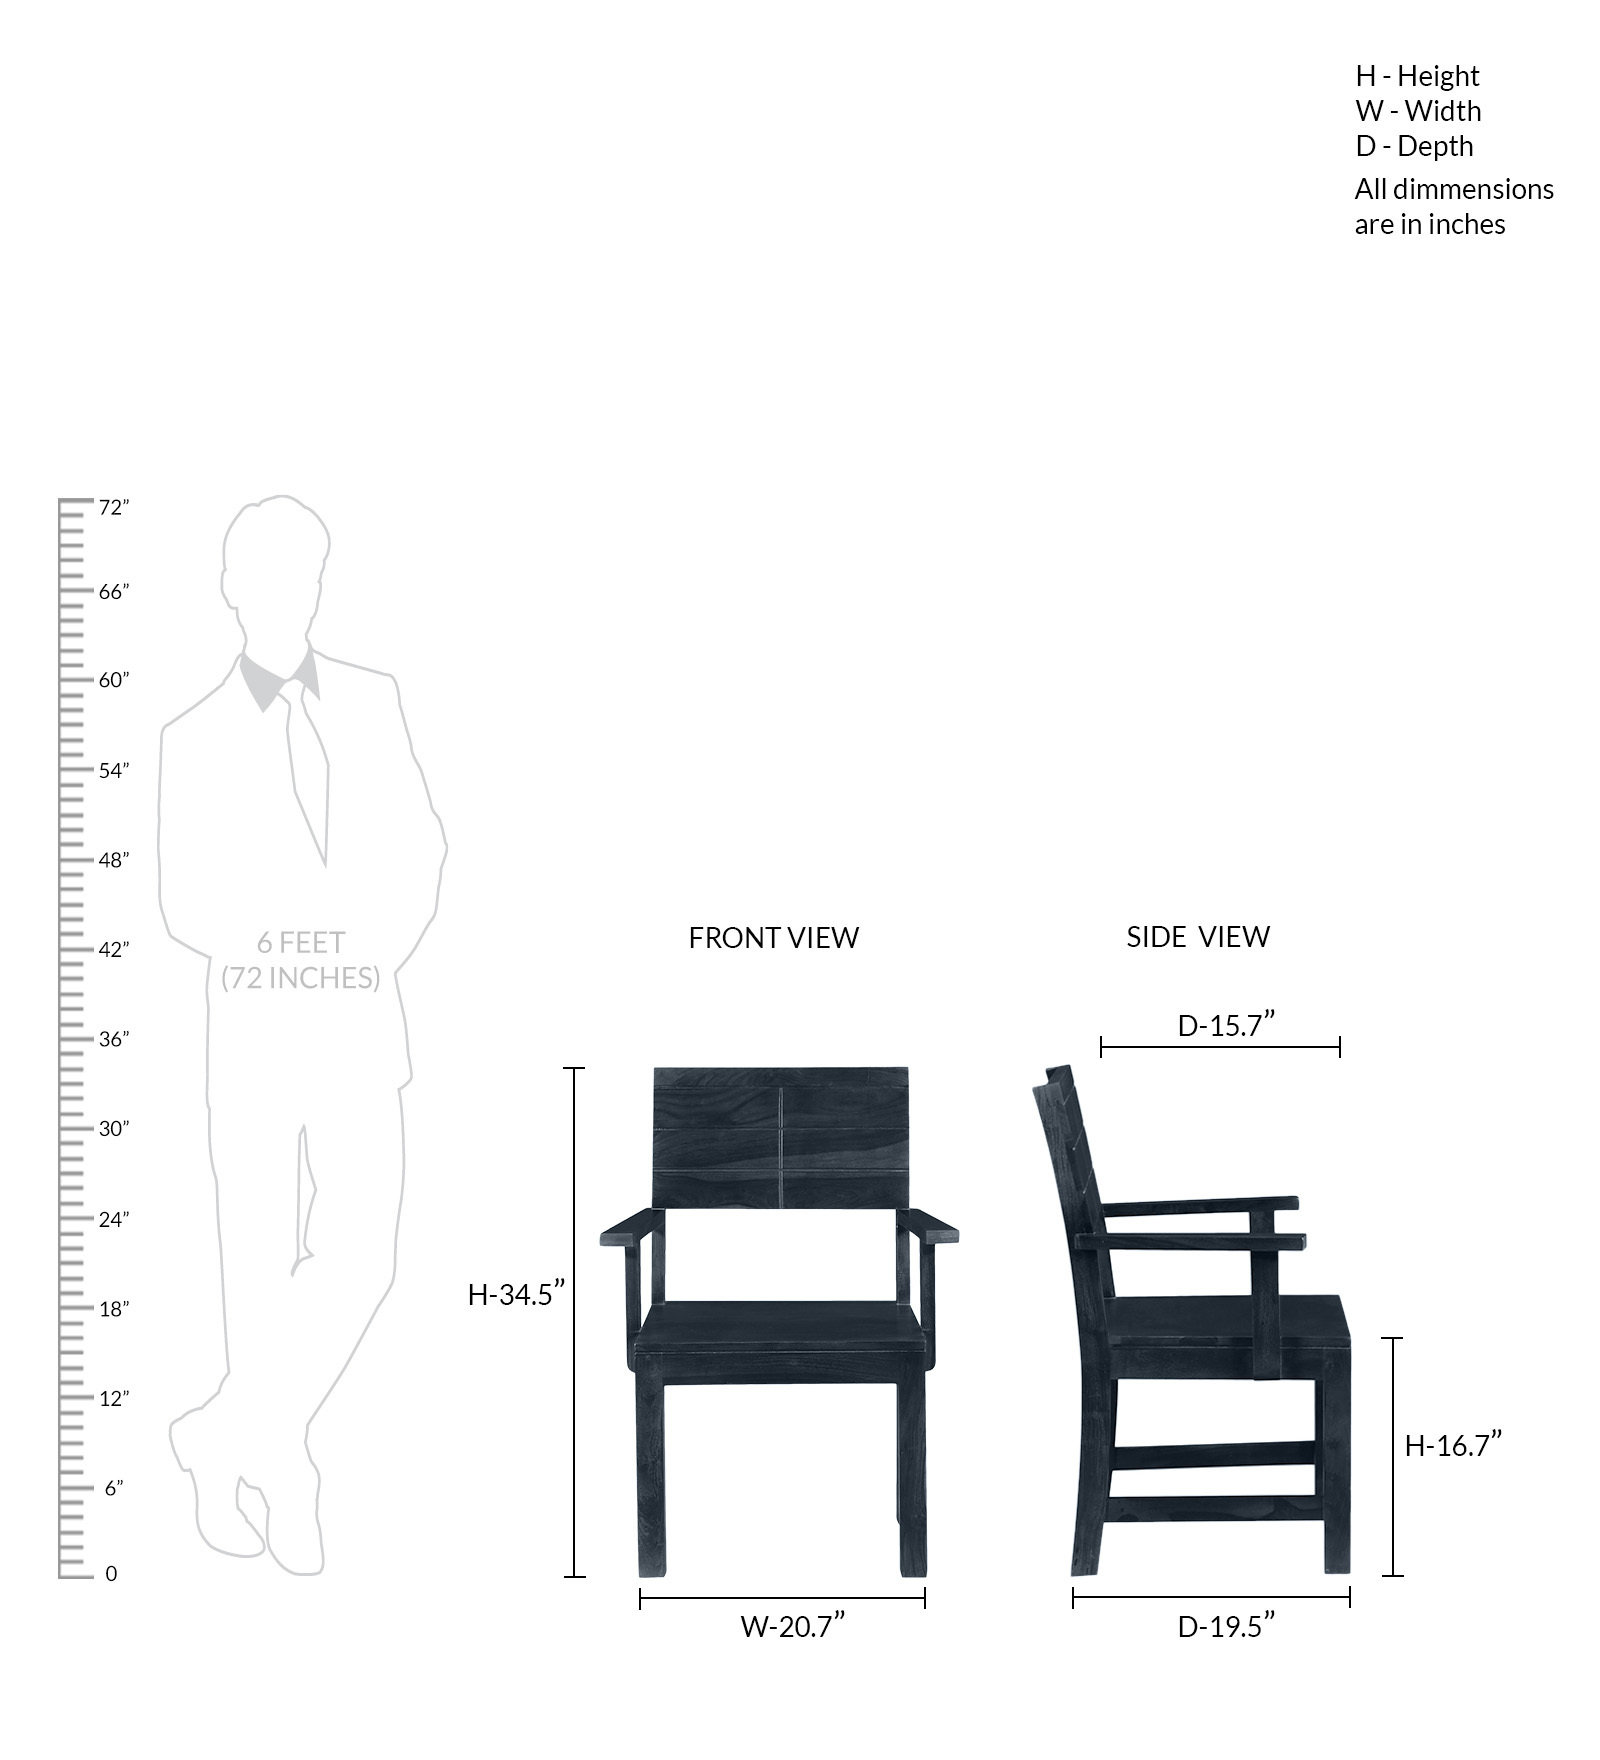 H - Height
W - Width
D - Depth
All dimmensions
are in inches
72”
66”
60”
54”
48”
42”
36”
30”
24”
18”
12”
6”
0
6 FEET
(72 INCHES)
FRONT VIEW
SIDE VIEW
D-15.7”
H-34.5”
H-16.7”
W-20.7”
D-19.5”